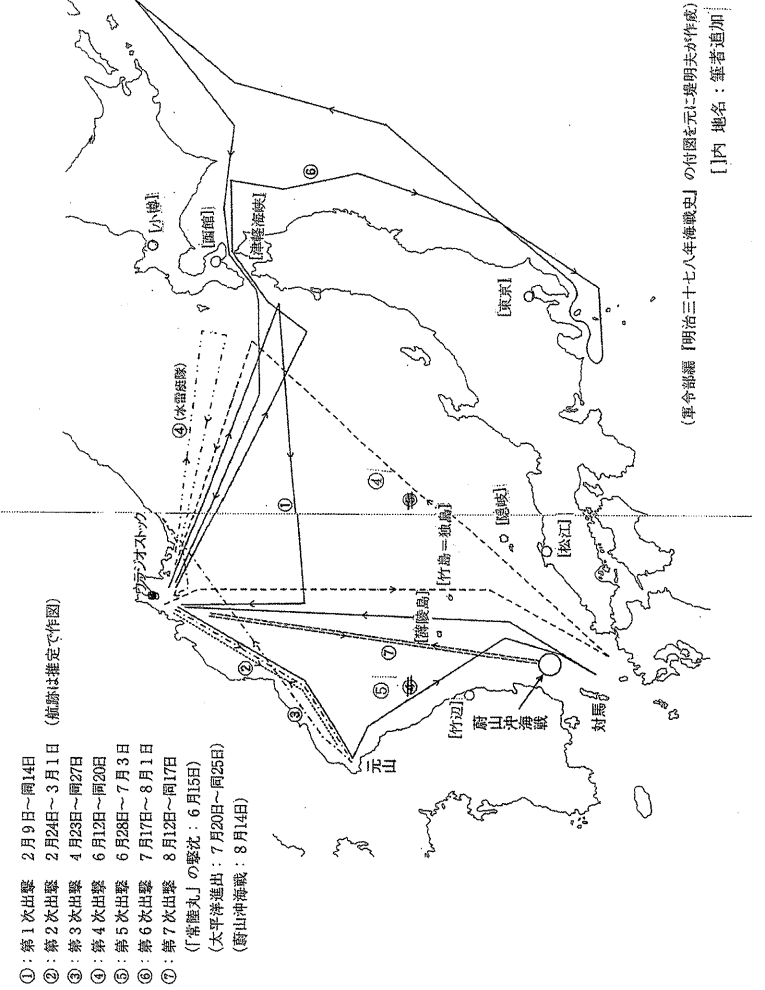 ①：第1次出撃　2月9日～同14日
②：第2次出撃　2月24日～3月1日　(航跡は推定で作図)
③：第3次出撃　4月23日～同27日
④：第4次出撃　6月12日～同20日
⑤：第5次出撃　6月28日～7月3日
⑥：第6次出撃　7月17日～8月1日
⑦：第7次出撃　8月12日～同17日
(「常陸丸」の撃沈：6月15日)
(太平洋進出：7月20日～同25日)
(蔚山沖海戦：8月14日)
ウラジオストック
④(水雷艇隊)
[小樽]
[函館]
[津軽海峡]
⑥
②
③
①
④
元山
⑤
⑦
[鬱陵島]
[竹島=独島]
[隠岐]
[松江]
[東京]
[竹辺]
蔚山沖海戦
対馬
(軍令部編『明治三十七八年海戦史』の付図を元に堤明夫が作成)
[ ]内 地名：筆者追加